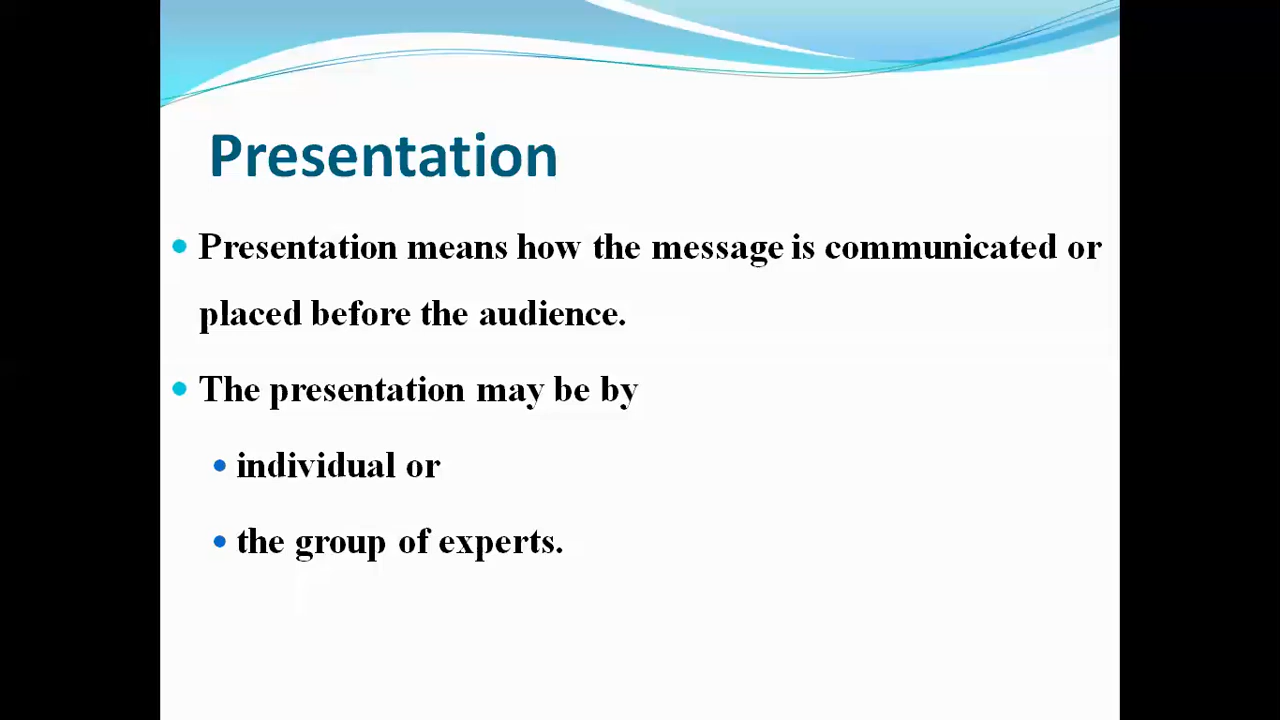 Presentation
Presentation means how the message is communicated or
placed before the audience.
The presentation may be by
individual or
the group of experts.